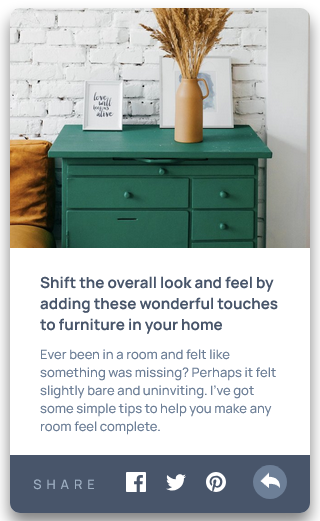 love
will
keep us
alive
Shift the overall look and feel by
adding these wonderful touches
to furniture in your home
Ever been in a room and felt like
something was missing? Perhaps it felt
slightly bare and uninviting. I've got
some simple tips to help you make any
room feel complete.
SHARE